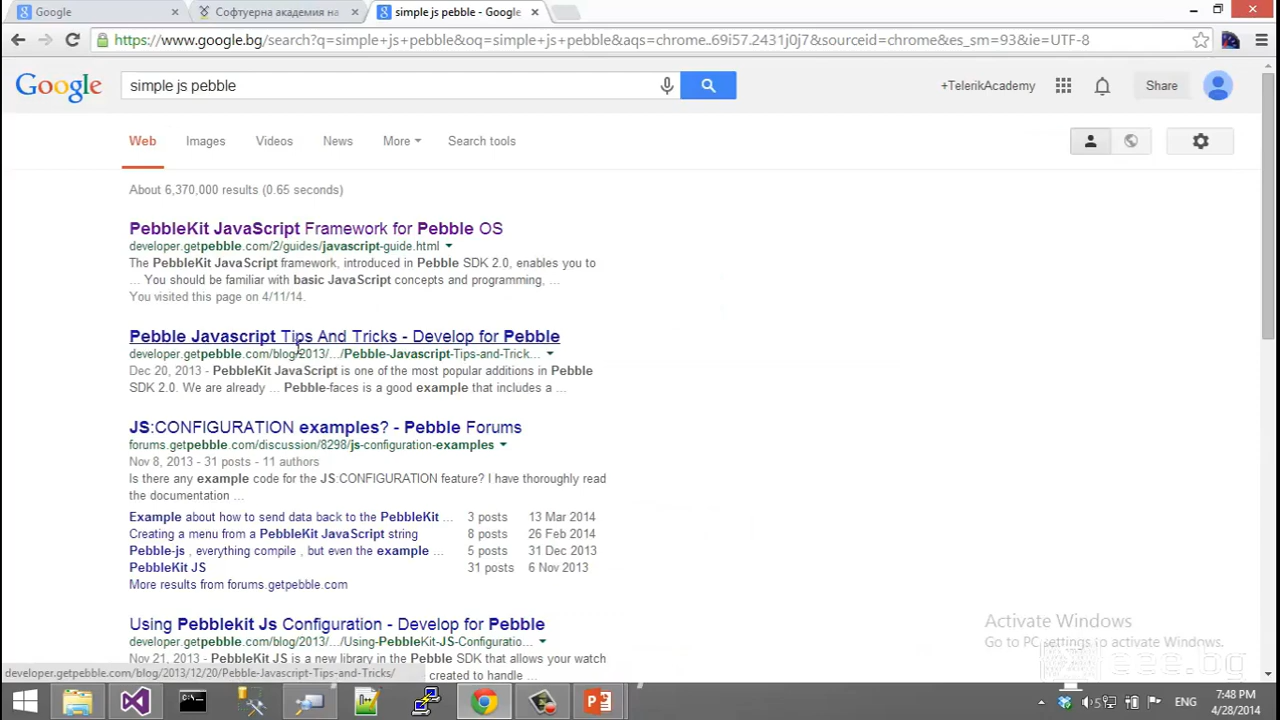 Google
Софтуерна академия на
simple js pebble - Google
https://www.google.bg/search?q=simple+js+pebble&oq=simple+js+pebble&aqs=chrome..69i57.2431j0j7&sourceid=chrome&es_sm=93&ie=UTF-8
Google
simple js pebble
+TelerikAcademy
Share
Web Images Videos News More Search tools
About 6,370,000 results (0.65 seconds)
PebbleKit JavaScript Framework for Pebble OS
developer.getpebble.com/2/guides/javascript-guide.html
The PebbleKit JavaScript framework, introduced in Pebble SDK 2.0, enables you to
... You should be familiar with basic JavaScript concepts and programming, ...
You visited this page on 4/11/14.
Pebble Javascript Tips And Tricks - Develop for Pebble
developer.getpebble.com/blog/2013/.../Pebble-Javascript-Tips-and-Trick...
Dec 20, 2013 - PebbleKit JavaScript is one of the most popular additions in Pebble
SDK 2.0. We are already ... Pebble-faces is a good example that includes a ...
JS:CONFIGURATION examples? - Pebble Forums
forums.getpebble.com/discussion/8298/js-configuration-examples
Nov 8, 2013 - 31 posts - 11 authors
Is there any example code for the JS:CONFIGURATION feature? I have thoroughly read
the documentation ...
Example about how to send data back to the PebbleKit ... 3 posts 13 Mar 2014
Creating a menu from a PebbleKit JavaScript string 8 posts 26 Feb 2014
Pebble-js , everything compile , but even the example ... 5 posts 31 Dec 2013
PebbleKit JS 31 posts 6 Nov 2013
More results from forums.getpebble.com
Using Pebblekit Js Configuration - Develop for Pebble
developer.getpebble.com/blog/2013/.../Using-PebbleKit-JS-Configuratio...
Nov 21, 2013 - PebbleKit JS is a new library in the Pebble SDK that allows your watch
created to handle ...
developer.getpebble.com/blog/2013/12/20/Pebble-Javascript-Tips-and-Tricks/
Activate Windows
Go to PC settings to activate Windows.
eee.bg
ENG
7:48 PM
4/28/2014